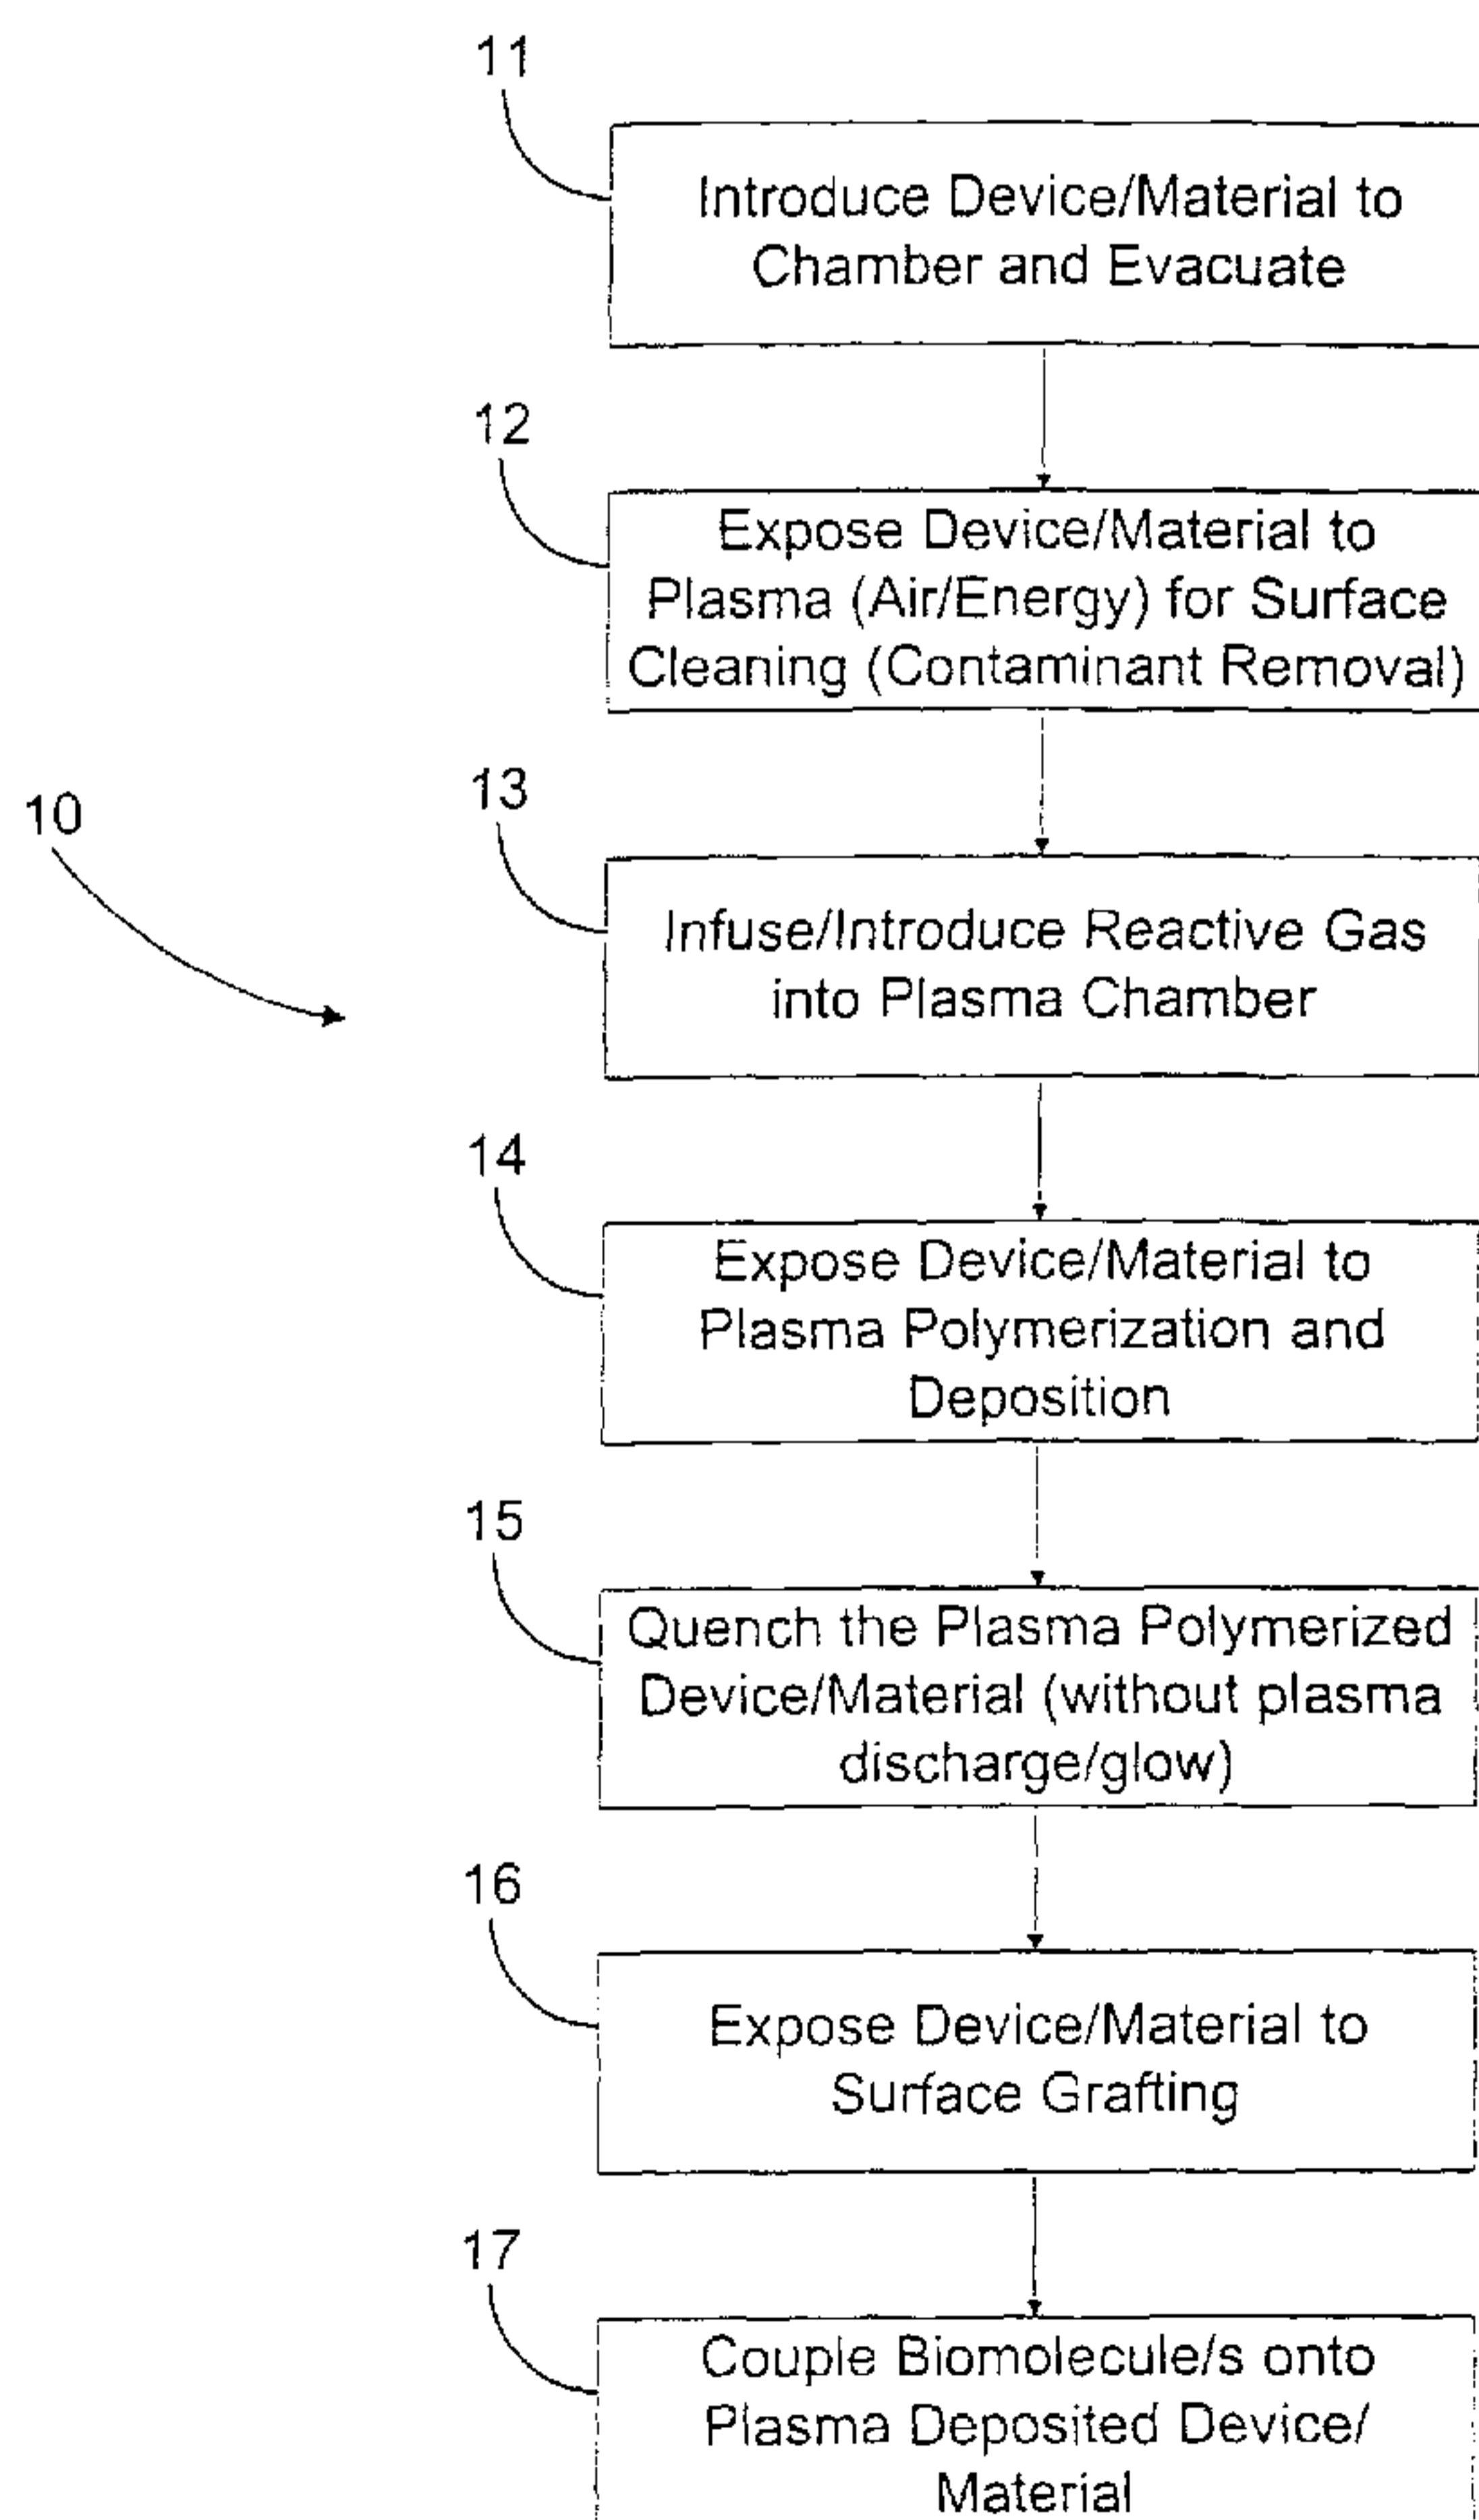 11
Introduce Device/Material to
Chamber and Evacuate
12
Expose Device/Material to
Plasma (Air/Energy) for Surface
Cleaning (Contaminant Removal)
10
13
Infuse/Introduce Reactive Gas
into Plasma Chamber
14
Expose Device/Material to
Plasma Polymerization and
Deposition
15
Quench the Plasma Polymerized
Device/Material (without plasma
discharge/glow)
16
Expose Device/Material to
Surface Grafting
17
Couple Biomolecule/s onto
Plasma Deposited Device/
Material